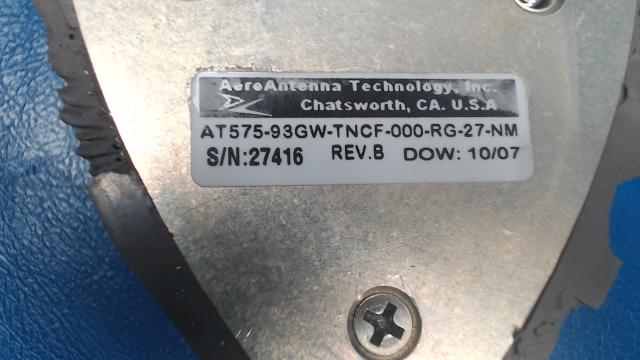 AeroAntenna Technology, Inc.
Chatsworth, CA. U.S.A
AT575-93GW-TNCF-000-RG-27-NM
S/N:27416 REV.B DOW: 10/07